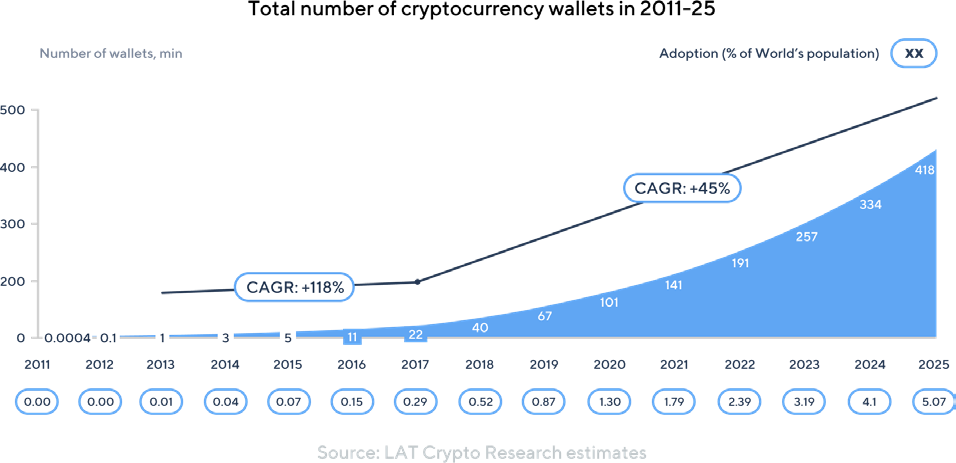 Total number of cryptocurrency wallets in 2011-25
Number of wallets, min
Adoption (% of World's population) XX
500
400
300
200
0
CAGR: +118%
CAGR: +45%
0.0004 0.1 1 3 5 11 22 40 67 101 141 191 257 334 418
2011 2012 2013 2014 2015 2016 2017 2018 2019 2020 2021 2022 2023 2024 2025
0.00 0.00 0.01 0.04 0.07 0.15 0.29 0.52 0.87 1.30 1.79 2.39 3.19 4.1 5.07
Source: LAT Crypto Research estimates